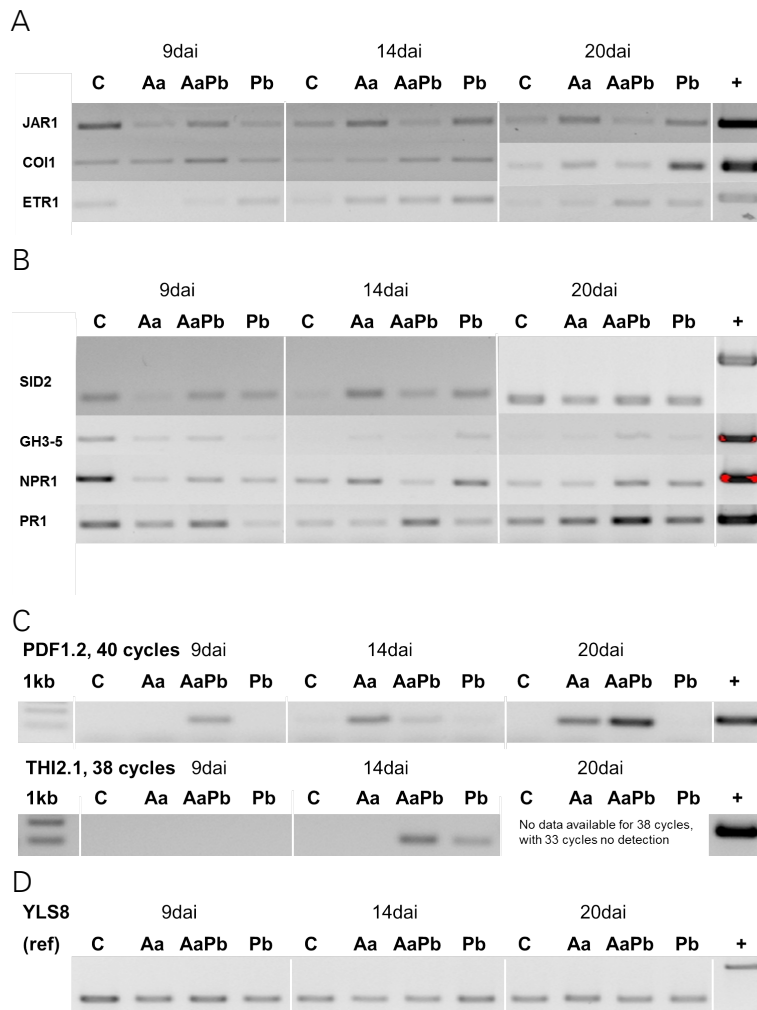 A
9dai 14dai 20dai
C Aa AaPb Pb C Aa AaPb Pb C Aa AaPb Pb +
JAR1
COI1
ETR1
B
9dai 14dai 20dai
C Aa AaPb Pb C Aa AaPb Pb C Aa AaPb Pb +
SID2
GH3-5
NPR1
PR1
C
PDF1.2, 40 cycles 9dai 14dai 20dai
1kb C Aa AaPb Pb C Aa AaPb Pb C Aa AaPb Pb +
THI2.1, 38 cycles 9dai 14dai 20dai
1kb C Aa AaPb Pb C Aa AaPb Pb C Aa AaPb Pb +
No data available for 38 cycles,
with 33 cycles no detection
D
YLS8 9dai 14dai 20dai
(ref) C Aa AaPb Pb C Aa AaPb Pb C Aa AaPb Pb +